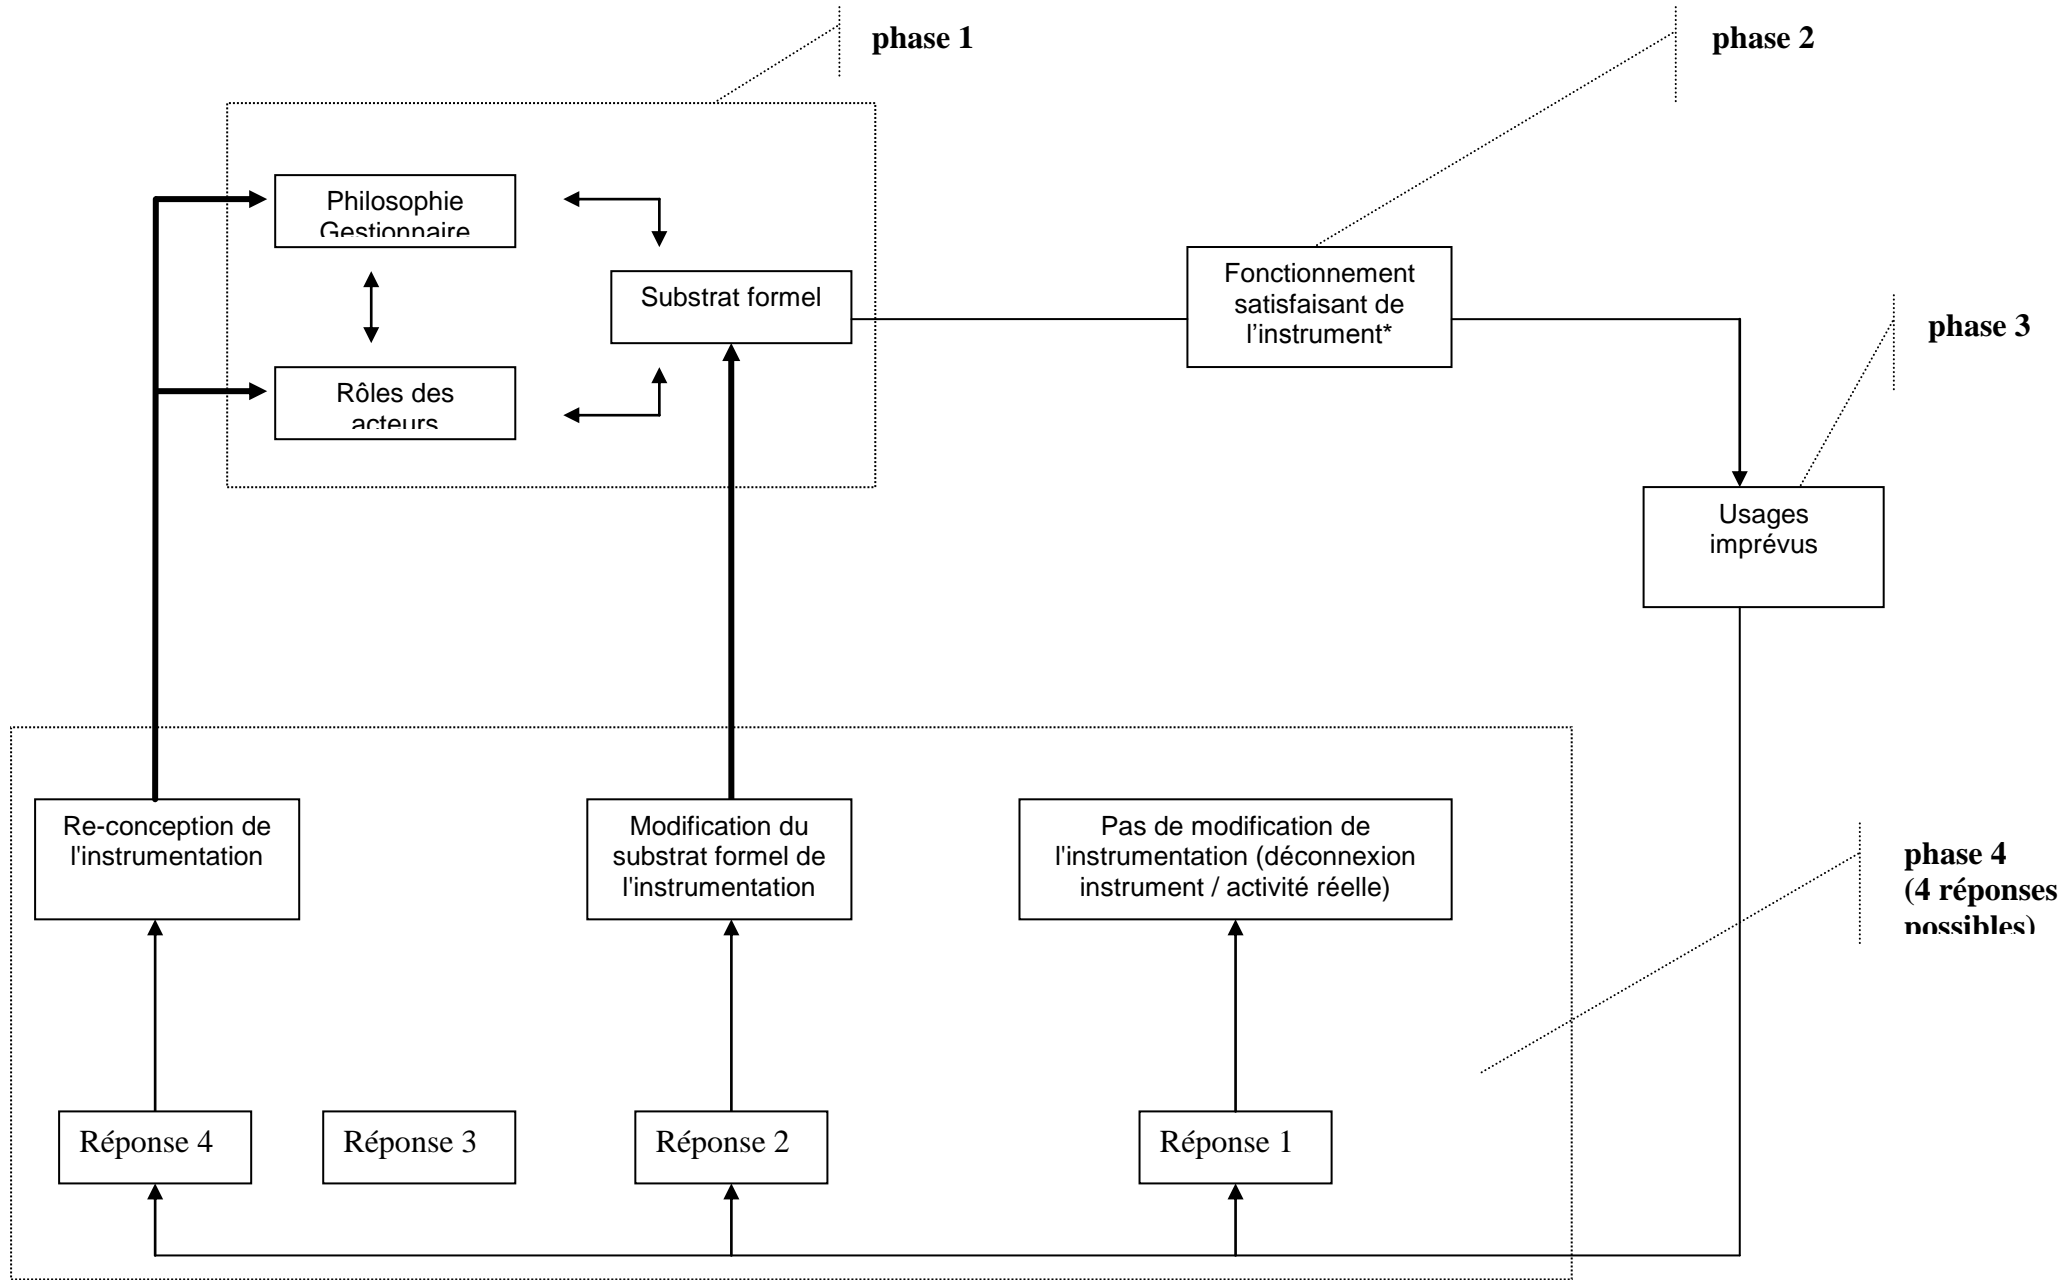 phase 1
phase 2
Philosophie
Gestionnaire
Substrat formel
Fonctionnement
satisfaisant de
l’instrument*
phase 3
Rôles des
acteurs
Usages
imprévus
Re-conception de
l'instrumentation
Modification du
substrat formel de
l'instrumentation
Pas de modification de
l'instrumentation (déconnexion
instrument / activité réelle)
phase 4
(4 réponses
possibles)
Réponse 4
Réponse 3
Réponse 2
Réponse 1